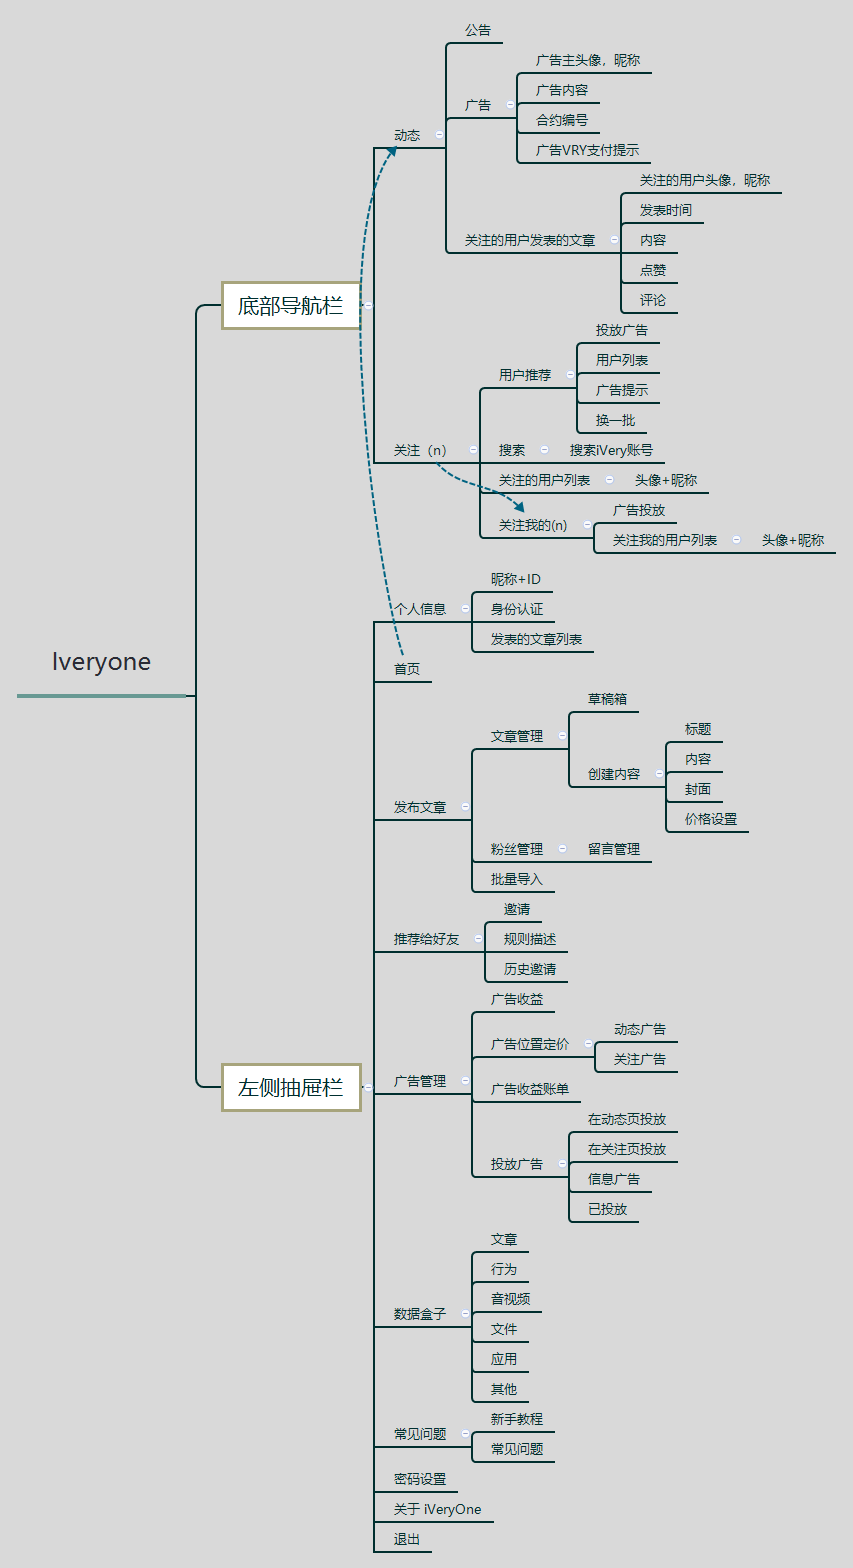 公告
广告主头像，昵称
广告内容
广告
合约编号
动态
广告VRY支付提示
关注的用户头像，昵称
发表时间
关注的用户发表的文章
内容
点赞
评论
底部导航栏
投放广告
用户列表
用户推荐
广告提示
换一批
关注（n）
搜索
搜索iVery账号
关注的用户列表
头像+昵称
广告投放
关注我的(n)
关注我的用户列表
头像+昵称
Iveryone
昵称+ID
个人信息
身份认证
发表的文章列表
首页
草稿箱
文章管理
标题
内容
创建内容
封面
价格设置
发布文章
粉丝管理
留言管理
批量导入
邀请
推荐给好友
规则描述
历史邀请
左侧抽屉栏
广告收益
动态广告
广告位置定价
关注广告
广告管理
广告收益账单
在动态页投放
在关注页投放
投放广告
信息广告
已投放
文章
行为
音视频
数据盒子
文件
应用
其他
新手教程
常见问题
常见问题
密码设置
关于 iVeryOne
退出